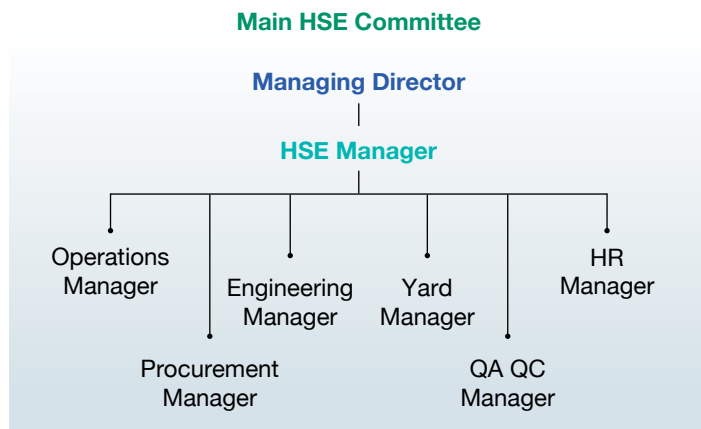 Main HSE Committee
Managing Director
HSE Manager
Operations
Manager
Engineering
Manager
Yard
Manager
HR
Manager
Procurement
Manager
QA QC
Manager